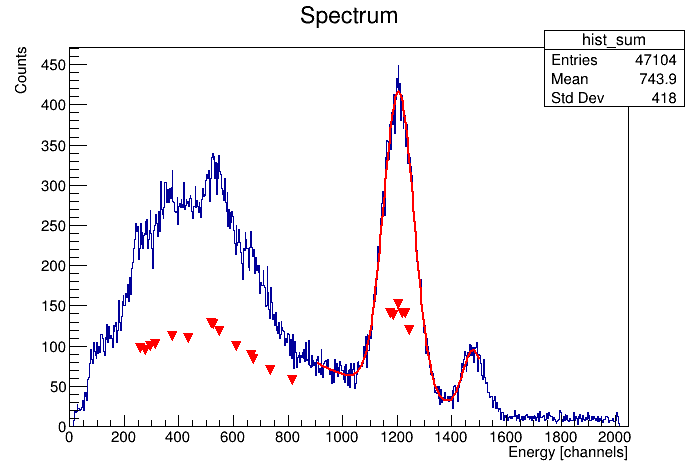 Spectrum
hist_sum
Entries 47104
Mean 743.9
Std Dev 418
Counts
450
400
350
300
250
200
150
100
50
0
0 200 400 600 800 1000 1200 1400 1600 1800 2000
Energy [channels]